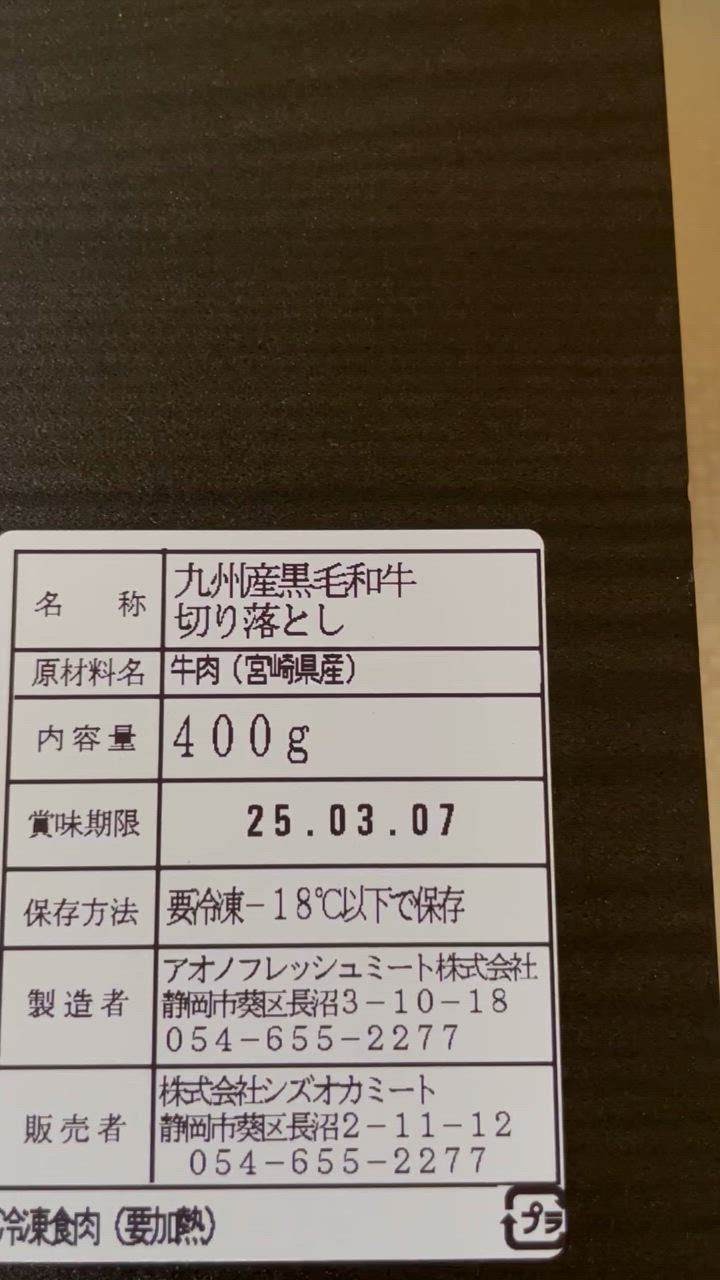 名 称 九州産黒毛和牛
切り落とし
原材料名 牛肉(宮崎県産)
内容量 400g
賞味期限 25.03.07
保存方法 要冷凍-18℃以下で保存
製造者 アオノフレッシュミート株式会社
静岡市葵区長沼3-10-18
054-655-2277
販売者 株式会社シズオカミート
静岡市葵区長沼2-11-12
054-655-2277
冷凍食肉(要加熱)
プラ